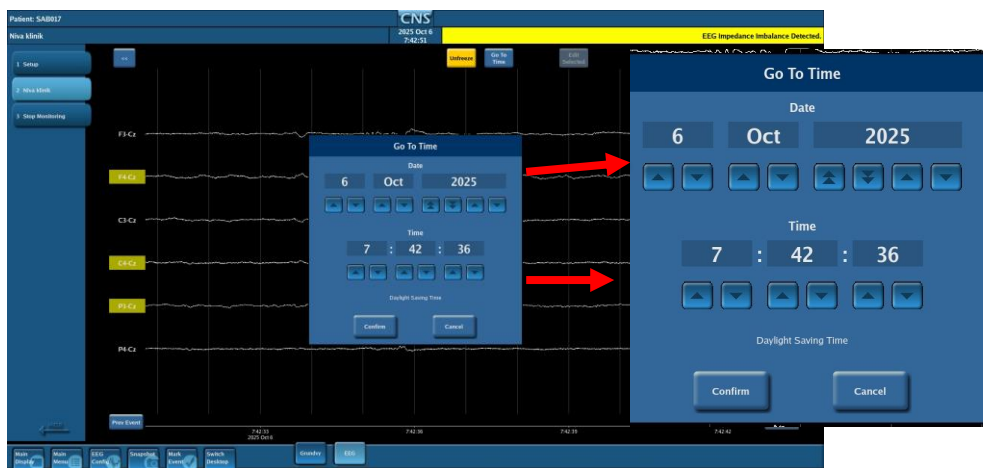 Patient: SAB017
CNS
Niva klinik
2025 Oct 6
7:42:51
EEG Impedance Imbalance Detected.
1 Setup
2 Niva klinik
3 Stop Monitoring
<<
Unfreeze
Go To
Time
Edit
Selected
F3-Cz
F4-Cz
C3-Cz
C4-Cz
P3-Cz
P4-Cz
Go To Time
Date
6 Oct 2025
Time
7 : 42 : 36
Daylight Saving Time
Confirm Cancel
Go To Time
Date
6 Oct 2025
Time
7 : 42 : 36
Daylight Saving Time
Confirm Cancel
Prev Event
7:42:33
2025 Oct 6
7:42:36
7:42:39
7:42:42
Main
Display
Main
Menu
EEG
Config
Snapshot
Mark
Event
Switch
Desktop
Grundey
EEG